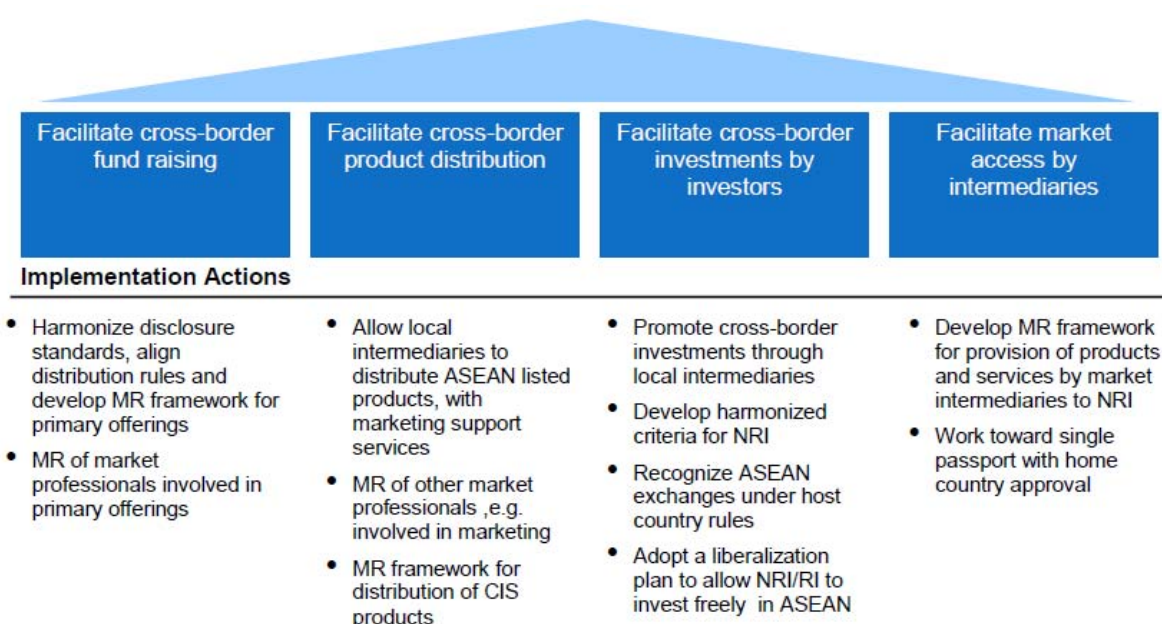 Facilitate cross-border
fund raising
Facilitate cross-border
product distribution
Facilitate cross-border
investments by
investors
Facilitate market
access by
intermediaries
Implementation Actions
• Harmonize disclosure
standards, align
distribution rules and
develop MR framework for
primary offerings
• MR of market
professionals involved in
primary offerings
• Allow local
intermediaries to
distribute ASEAN listed
products, with
marketing support
services
• MR of other market
professionals ,e.g.
involved in marketing
• MR framework for
distribution of CIS
products
• Promote cross-border
investments through
local intermediaries
• Develop harmonized
criteria for NRI
• Recognize ASEAN
exchanges under host
country rules
• Adopt a liberalization
plan to allow NRI/RI to
invest freely in ASEAN
• Develop MR framework
for provision of products
and services by market
intermediaries to NRI
• Work toward single
passport with home
country approval